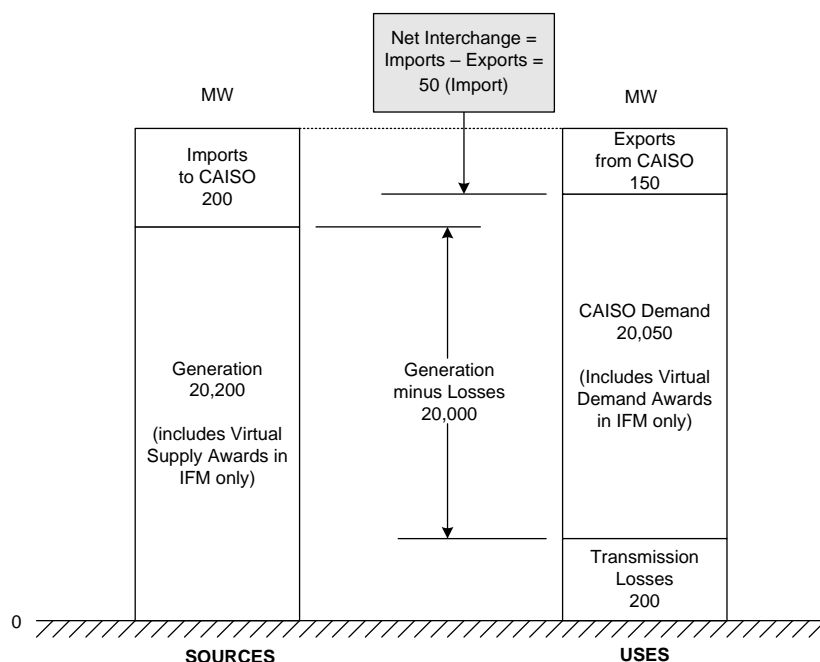 Net Interchange =
Imports – Exports =
50 (Import)
MW
MW
Imports
to CAISO
200
Exports
from CAISO
150
Generation
20,200
(includes Virtual
Supply Awards in
IFM only)
Generation
minus Losses
20,000
CAISO Demand
20,050
(Includes Virtual
Demand Awards
in IFM only)
Transmission
Losses
200
0
SOURCES
USES